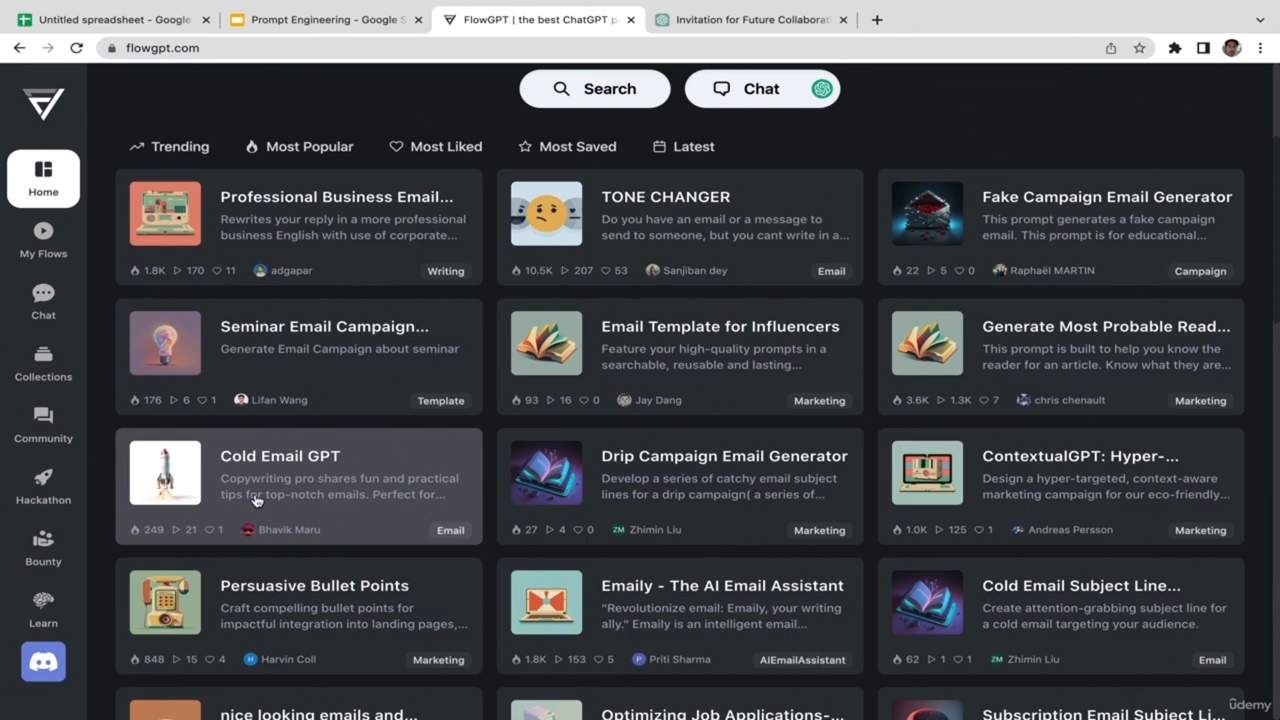 Untitled spreadsheet - Google
Prompt Engineering - Google S
FlowGPT | the best ChatGPT p
Invitation for Future Collaborati
flowgpt.com
Search
Chat
Trending
Most Popular
Most Liked
Most Saved
Latest
Home
My Flows
Chat
Collections
Community
Hackathon
Bounty
Learn
Professional Business Email...
Rewrites your reply in a more professional
business English with use of corporate...
1.8K 170 11 adgapar Writing
TONE CHANGER
Do you have an email or a message to
send to someone, but you cant write in a...
10.5K 207 53 Sanjiban dey Email
Fake Campaign Email Generator
This prompt generates a fake campaign
email. This prompt is for educational...
22 5 0 Raphaël MARTIN Campaign
Seminar Email Campaign...
Generate Email Campaign about seminar
176 6 1 Lifan Wang Template
Email Template for Influencers
Feature your high-quality prompts in a
searchable, reusable and lasting...
93 16 0 Jay Dang Marketing
Generate Most Probable Read...
This prompt is built to help you know the
reader for an article. Know what they are...
3.6K 1.3K 7 chris chenault Marketing
Cold Email GPT
Copywriting pro shares fun and practical
tips for top-notch emails. Perfect for...
249 21 1 Bhavik Maru Email
Drip Campaign Email Generator
Develop a series of catchy email subject
lines for a drip campaign( a series of...
27 4 0 ZM Zhimin Liu Marketing
ContextualGPT: Hyper-...
Design a hyper-targeted, context-aware
marketing campaign for our eco-friendly...
1.0K 125 1 Andreas Persson Marketing
Persuasive Bullet Points
Craft compelling bullet points for
impactful integration into landing pages,...
848 15 4 H Harvin Coll Marketing
Emaily - The AI Email Assistant
"Revolutionize email: Emaily, your writing
ally." Emaily is an intelligent email...
1.8K 153 5 P Priti Sharma AIEmailAssistant
Cold Email Subject Line...
Create attention-grabbing subject line for
a cold email targeting your audience.
62 1 1 ZM Zhimin Liu Email
nice looking emails and...
Optimizing Job Applications-...
Subscription Email Subject Li...
ûdemy